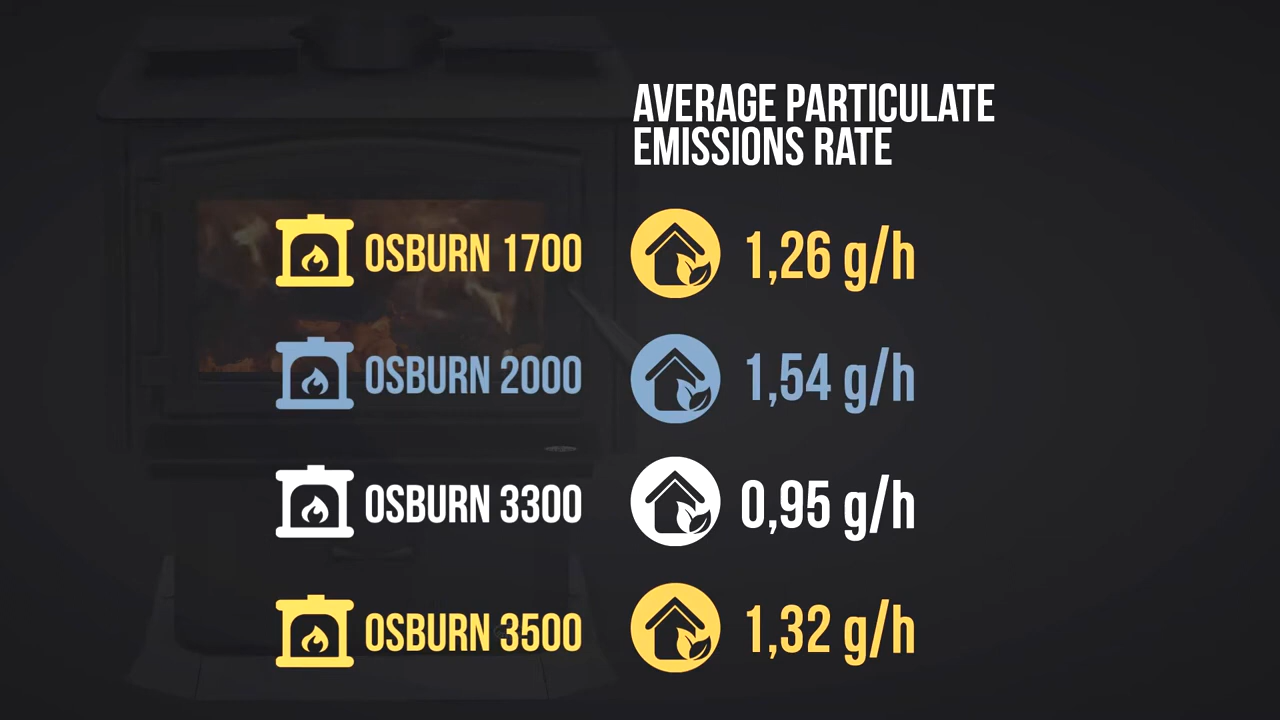 AVERAGE PARTICULATE
EMISSIONS RATE
OSBURN 1700 1,26 g/h
OSBURN 2000 1,54 g/h
OSBURN 3300 0,95 g/h
OSBURN 3500 1,32 g/h